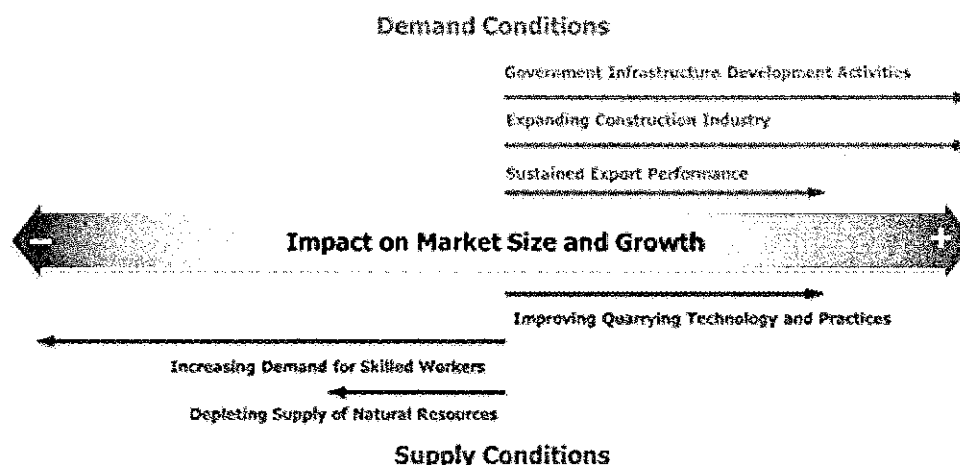 Demand Conditions
Government Infrastructure Development Activities
Expanding Construction Industry
Sustained Export Performance
− Impact on Market Size and Growth +
Improving Quarrying Technology and Practices
Increasing Demand for Skilled Workers
Depleting Supply of Natural Resources
Supply Conditions